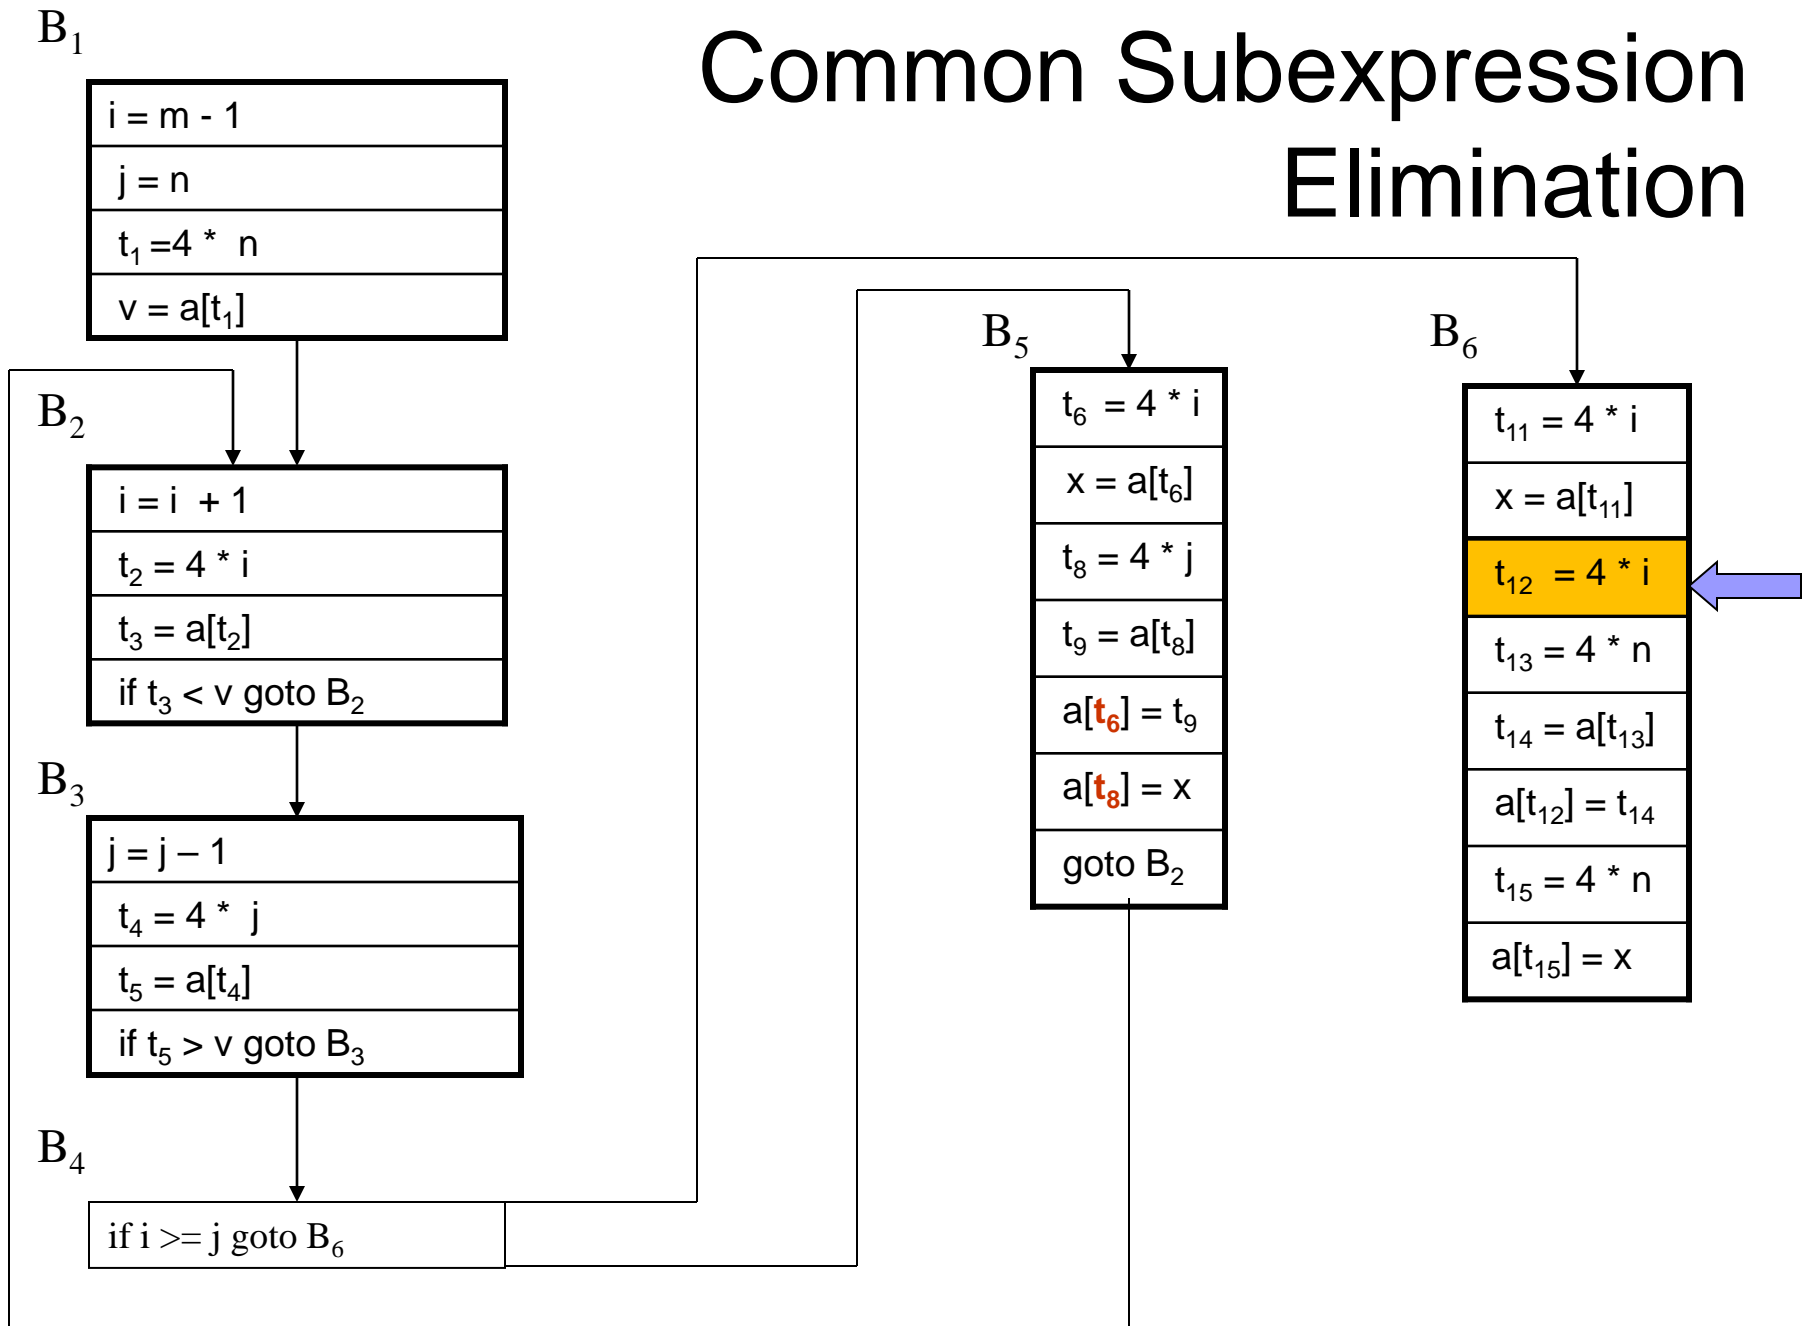 Common Subexpression
Elimination
B₁
i = m - 1
j = n
t₁ =4 * n
v = a[t₁]
B₂
i = i + 1
t₂ = 4 * i
t₃ = a[t₂]
if t₃ < v goto B₂
B₃
j = j – 1
t₄ = 4 * j
t₅ = a[t₄]
if t₅ > v goto B₃
B₄
if i >= j goto B₆
B₅
t₆ = 4 * i
x = a[t₆]
t₈ = 4 * j
t₉ = a[t₈]
a[t₆] = t₉
a[t₈] = x
goto B₂
B₆
t₁₁ = 4 * i
x = a[t₁₁]
t₁₂ = 4 * i
t₁₃ = 4 * n
t₁₄ = a[t₁₃]
a[t₁₂] = t₁₄
t₁₅ = 4 * n
a[t₁₅] = x